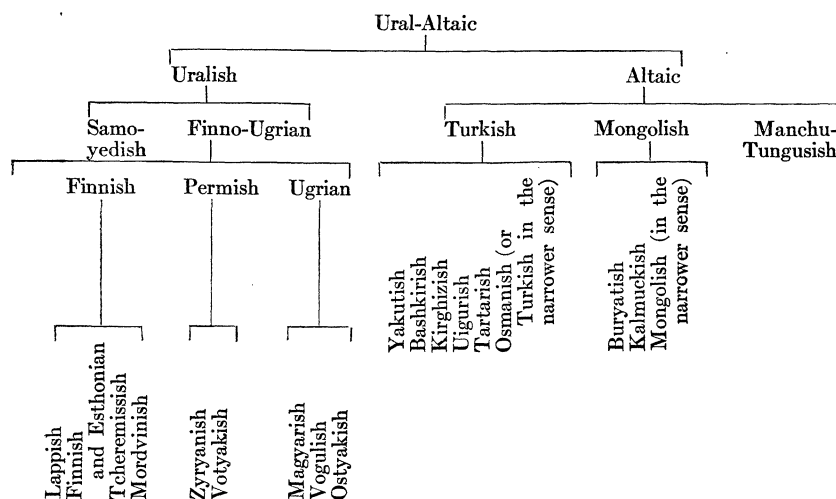 Ural-Altaic
Uralish
Altaic
Samo-
yedish
Finno-Ugrian
Turkish
Mongolish
Manchu-
Tungusish
Finnish
Permish
Ugrian
Yakutish
Bashkirish
Kirghizish
Uigurish
Tartarish
Osmanish (or
Turkish in the
narrower sense)
Buryatish
Kalmuckish
Mongolish (in the
narrower sense)
Lappish
Finnish
and Esthonian
Tcheremissish
Mordvinish
Zyryanish
Votyakish
Magyarish
Vogulish
Ostyakish